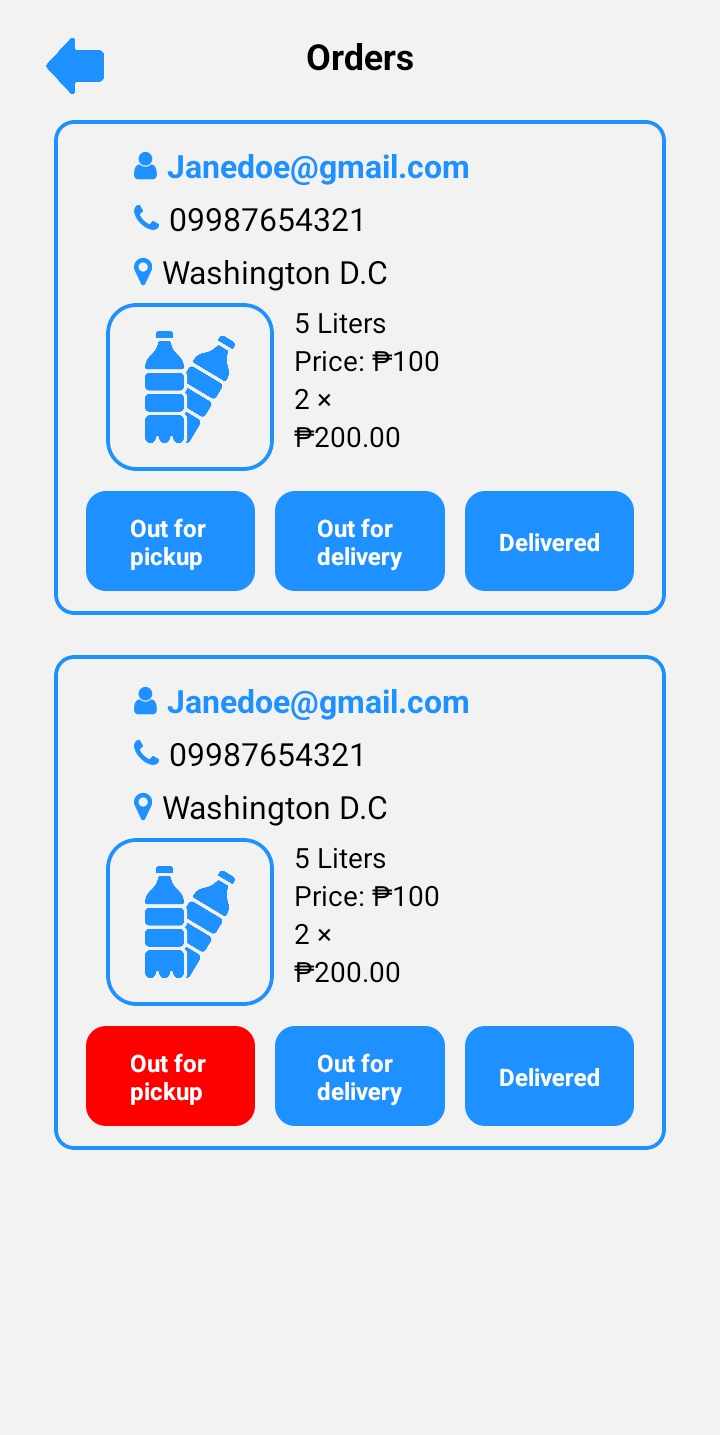 Orders
Janedoe@gmail.com
09987654321
Washington D.C
5 Liters
Price: ₱100
2 ×
₱200.00
Out for
pickup
Out for
delivery
Delivered
Janedoe@gmail.com
09987654321
Washington D.C
5 Liters
Price: ₱100
2 ×
₱200.00
Out for
pickup
Out for
delivery
Delivered